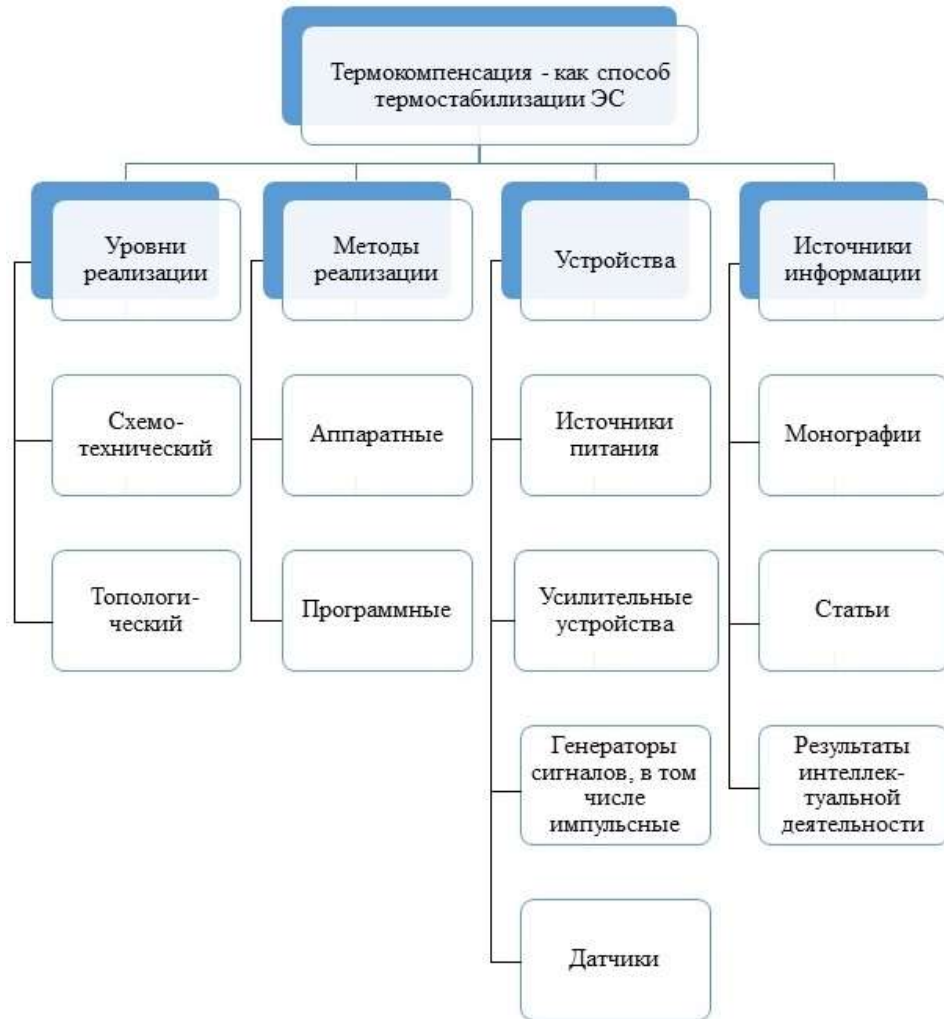 Термокомпенсация - как способ
термостабилизации ЭС
Уровни
реализации
Схемо-
технический
Топологи-
ческий
Методы
реализации
Аппаратные
Программные
Устройства
Источники
питания
Усилительные
устройства
Генераторы
сигналов, в том
числе
импульсные
Датчики
Источники
информации
Монографии
Статьи
Результаты
интеллек-
туальной
деятельности